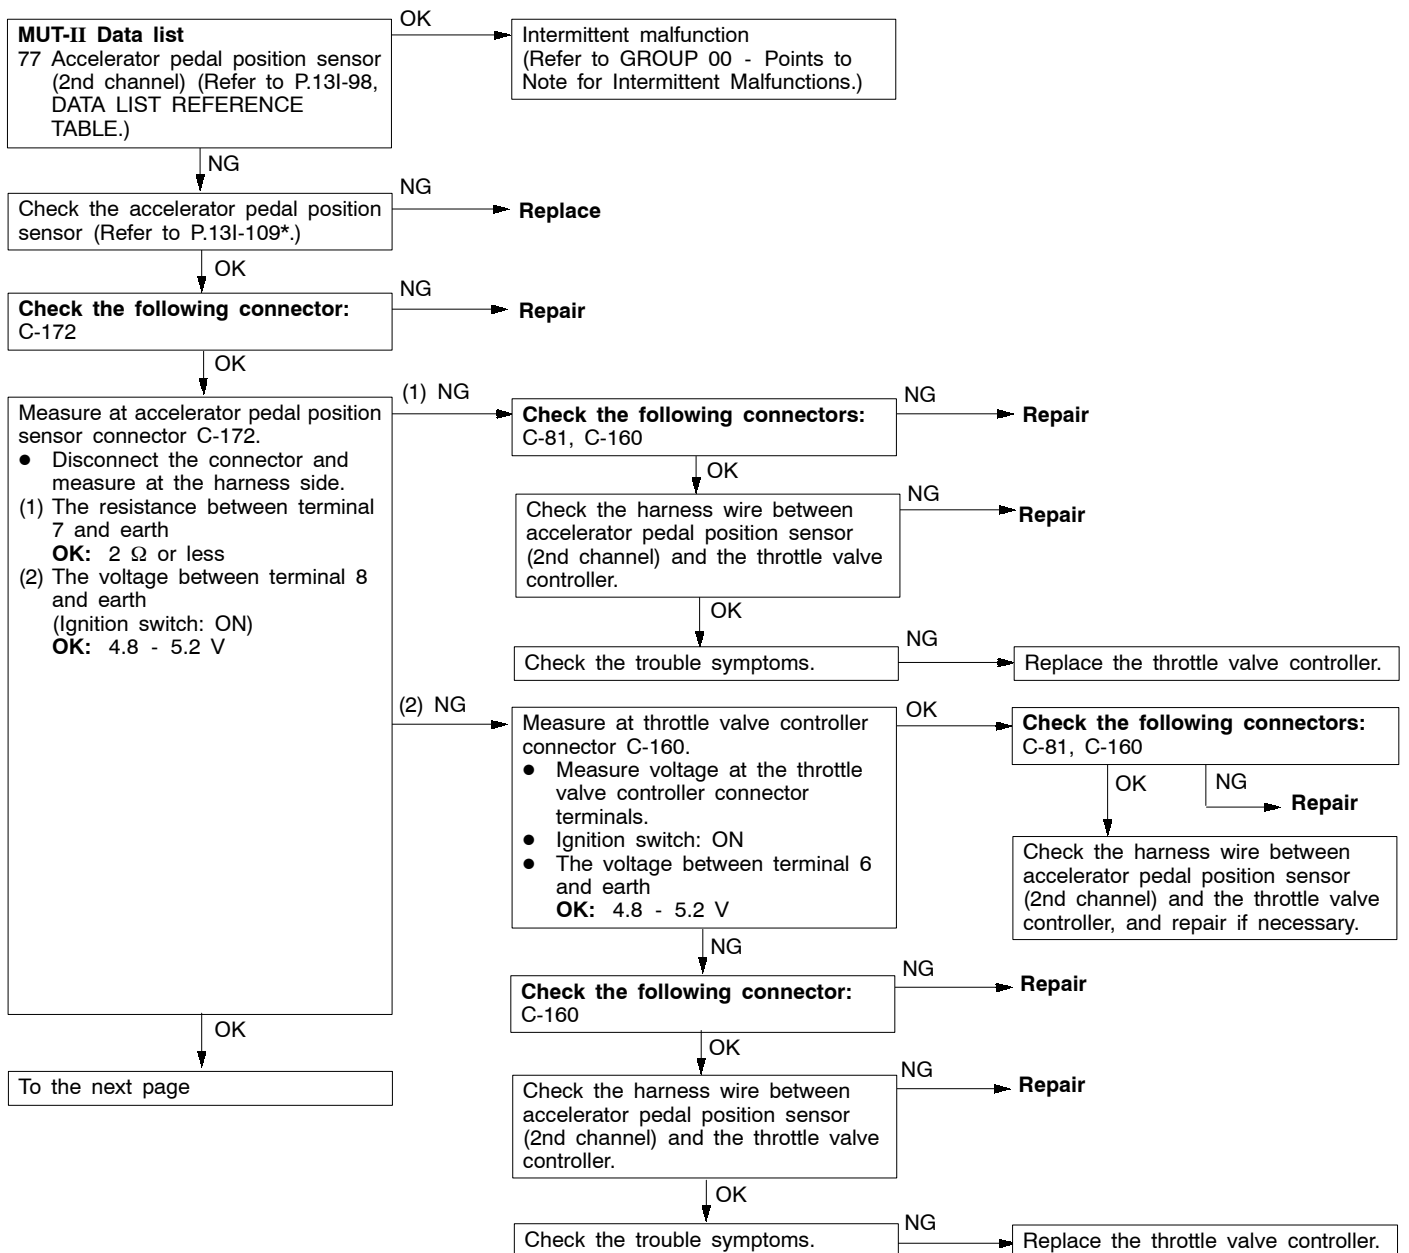 MUT-II Data list
77 Accelerator pedal position sensor
(2nd channel) (Refer to P.13I-98,
DATA LIST REFERENCE
TABLE.)
OK
Intermittent malfunction
(Refer to GROUP 00 - Points to
Note for Intermittent Malfunctions.)
NG
Check the accelerator pedal position
sensor (Refer to P.13I-109*.)
NG
Replace
OK
Check the following connector:
C-172
NG
Repair
OK
Measure at accelerator pedal position
sensor connector C-172.
● Disconnect the connector and
measure at the harness side.
(1) The resistance between terminal
7 and earth
OK: 2 Ω or less
(2) The voltage between terminal 8
and earth
(Ignition switch: ON)
OK: 4.8 - 5.2 V
(1) NG
Check the following connectors:
C-81, C-160
NG
Repair
OK
Check the harness wire between
accelerator pedal position sensor
(2nd channel) and the throttle valve
controller.
NG
Repair
OK
Check the trouble symptoms.
NG
Replace the throttle valve controller.
(2) NG
Measure at throttle valve controller
connector C-160.
● Measure voltage at the throttle
valve controller connector
terminals.
● Ignition switch: ON
● The voltage between terminal 6
and earth
OK: 4.8 - 5.2 V
OK
Check the following connectors:
C-81, C-160
OK
NG
Repair
Check the harness wire between
accelerator pedal position sensor
(2nd channel) and the throttle valve
controller, and repair if necessary.
NG
Check the following connector:
C-160
NG
Repair
OK
Check the harness wire between
accelerator pedal position sensor
(2nd channel) and the throttle valve
controller.
NG
Repair
OK
Check the trouble symptoms.
NG
Replace the throttle valve controller.
OK
To the next page